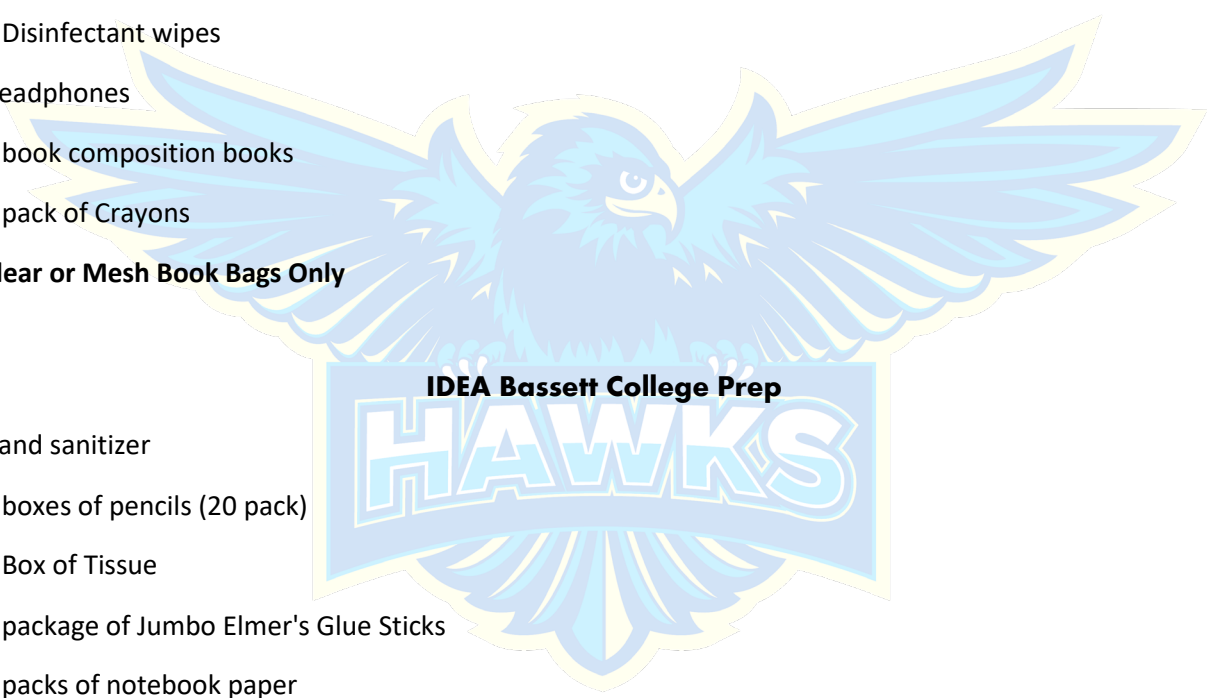 Disinfectant wipes
eadphones
book composition books
pack of Crayons
lear or Mesh Book Bags Only
IDEA Bassett College Prep
HAWKS
and sanitizer
boxes of pencils (20 pack)
Box of Tissue
package of Jumbo Elmer's Glue Sticks
packs of notebook paper